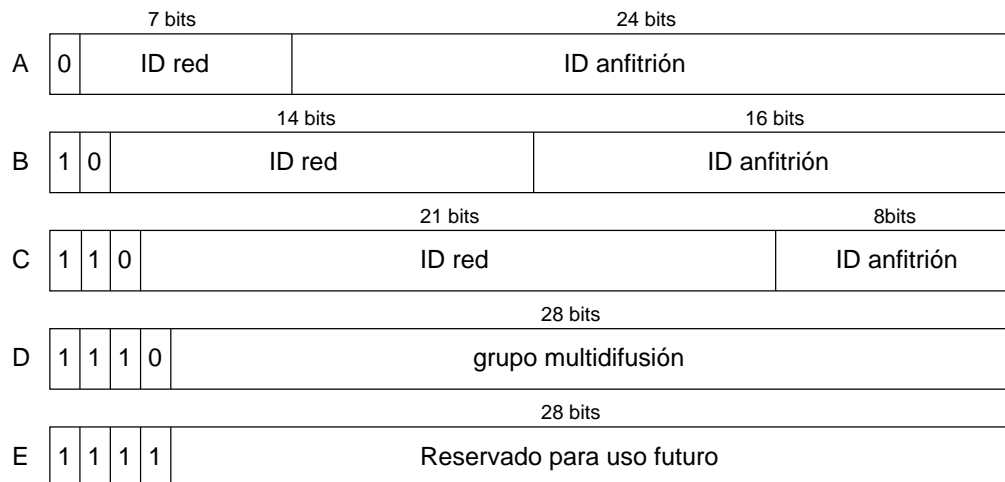 7 bits 24 bits
A 0 ID red ID anfitrión
14 bits 16 bits
B 1 0 ID red ID anfitrión
21 bits 8bits
C 1 1 0 ID red ID anfitrión
28 bits
D 1 1 1 0 grupo multidifusión
28 bits
E 1 1 1 1 Reservado para uso futuro